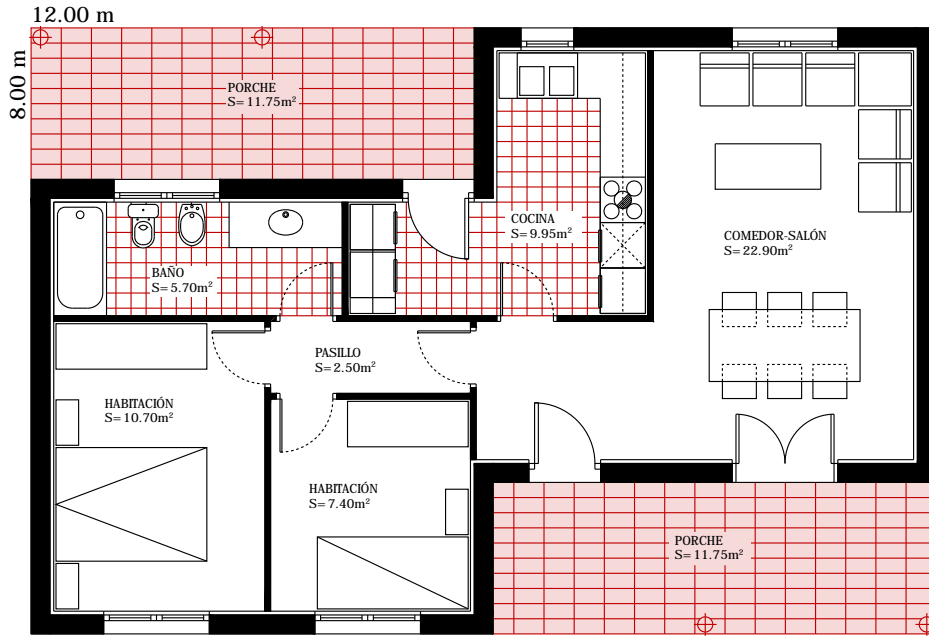 12.00 m
8.00 m
PORCHE
S=11.75m²
COCINA
S=9.95m²
COMEDOR-SALÓN
S=22.90m²
BAÑO
S=5.70m²
PASILLO
S=2.50m²
HABITACIÓN
S=10.70m²
HABITACIÓN
S=7.40m²
PORCHE
S=11.75m²